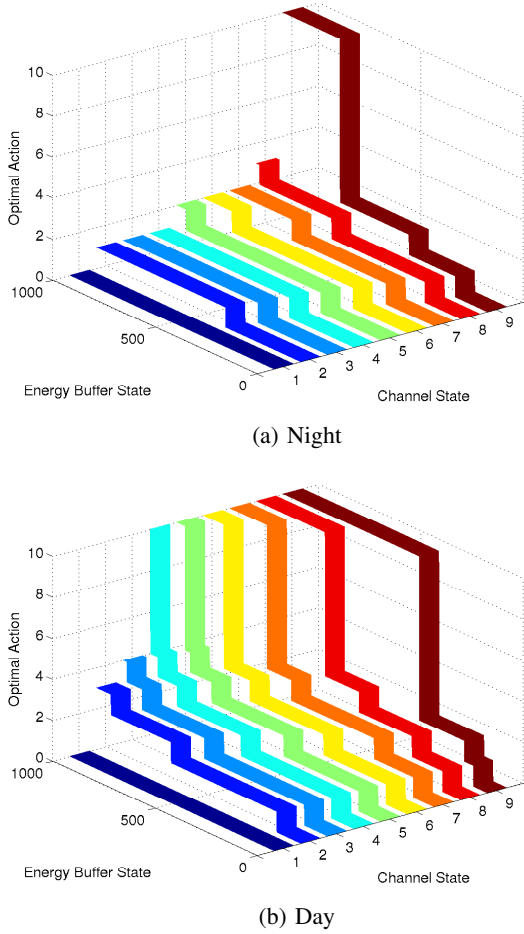 10
8
6
4
2
0
Optimal Action
1000
500
0
Energy Buffer State
1 2 3 4 5 6 7 8 9
Channel State
(a) Night
10
8
6
4
2
0
Optimal Action
1000
500
0
Energy Buffer State
1 2 3 4 5 6 7 8 9
Channel State
(b) Day